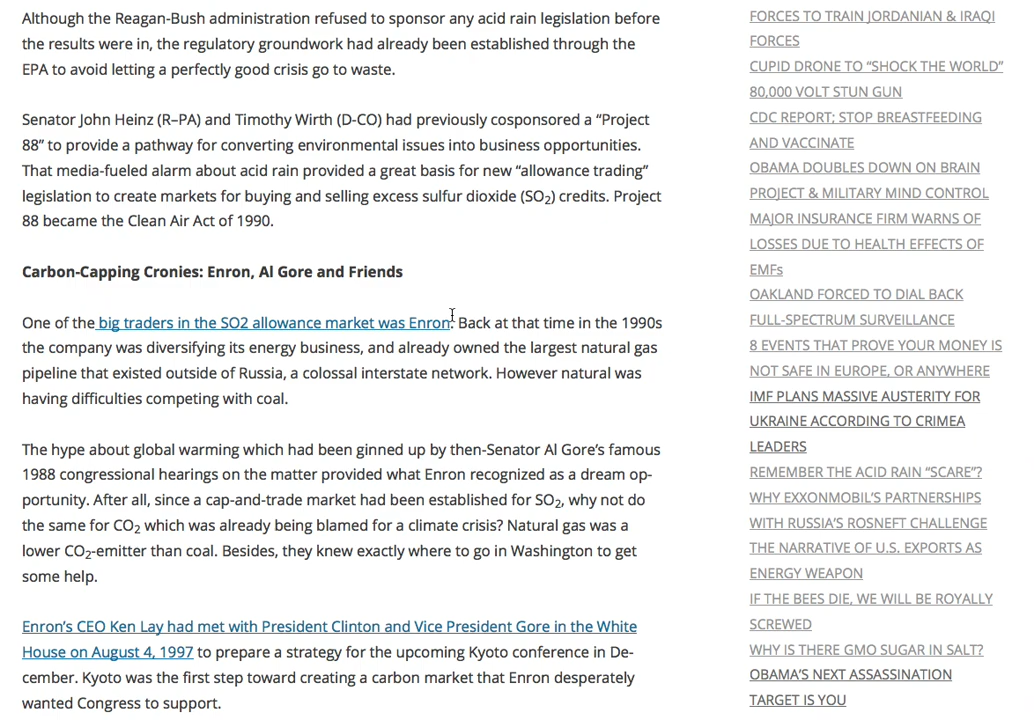 Although the Reagan-Bush administration refused to sponsor any acid rain legislation before
the results were in, the regulatory groundwork had already been established through the
EPA to avoid letting a perfectly good crisis go to waste.
Senator John Heinz (R–PA) and Timothy Wirth (D-CO) had previously cosponsored a “Project
88” to provide a pathway for converting environmental issues into business opportunities.
That media-fueled alarm about acid rain provided a great basis for new “allowance trading”
legislation to create markets for buying and selling excess sulfur dioxide (SO2) credits. Project
88 became the Clean Air Act of 1990.
Carbon-Capping Cronies: Enron, Al Gore and Friends
One of the big traders in the SO2 allowance market was Enron. Back at that time in the 1990s
the company was diversifying its energy business, and already owned the largest natural gas
pipeline that existed outside of Russia, a colossal interstate network. However natural was
having difficulties competing with coal.
The hype about global warming which had been ginned up by then-Senator Al Gore’s famous
1988 congressional hearings on the matter provided what Enron recognized as a dream op-
portunity. After all, since a cap-and-trade market had been established for SO2, why not do
the same for CO2 which was already being blamed for a climate crisis? Natural gas was a
lower CO2-emitter than coal. Besides, they knew exactly where to go in Washington to get
some help.
Enron’s CEO Ken Lay had met with President Clinton and Vice President Gore in the White
House on August 4, 1997 to prepare a strategy for the upcoming Kyoto conference in De-
cember. Kyoto was the first step toward creating a carbon market that Enron desperately
wanted Congress to support.
FORCES TO TRAIN JORDANIAN & IRAQI
FORCES
CUPID DRONE TO “SHOCK THE WORLD”
80,000 VOLT STUN GUN
CDC REPORT; STOP BREASTFEEDING
AND VACCINATE
OBAMA DOUBLES DOWN ON BRAIN
PROJECT & MILITARY MIND CONTROL
MAJOR INSURANCE FIRM WARNS OF
LOSSES DUE TO HEALTH EFFECTS OF
EMFs
OAKLAND FORCED TO DIAL BACK
FULL-SPECTRUM SURVEILLANCE
8 EVENTS THAT PROVE YOUR MONEY IS
NOT SAFE IN EUROPE, OR ANYWHERE
IMF PLANS MASSIVE AUSTERITY FOR
UKRAINE ACCORDING TO CRIMEA
LEADERS
REMEMBER THE ACID RAIN “SCARE”?
WHY EXXONMOBIL’S PARTNERSHIPS
WITH RUSSIA’S ROSNEFT CHALLENGE
THE NARRATIVE OF U.S. EXPORTS AS
ENERGY WEAPON
IF THE BEES DIE, WE WILL BE ROYALLY
SCREWED
WHY IS THERE GMO SUGAR IN SALT?
OBAMA’S NEXT ASSASSINATION
TARGET IS YOU